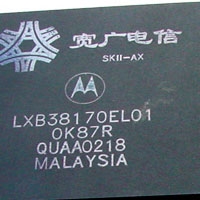 宽广电信
SKII-AX
LXB38170EL01
0K87R
QUAA0218
MALAYSIA